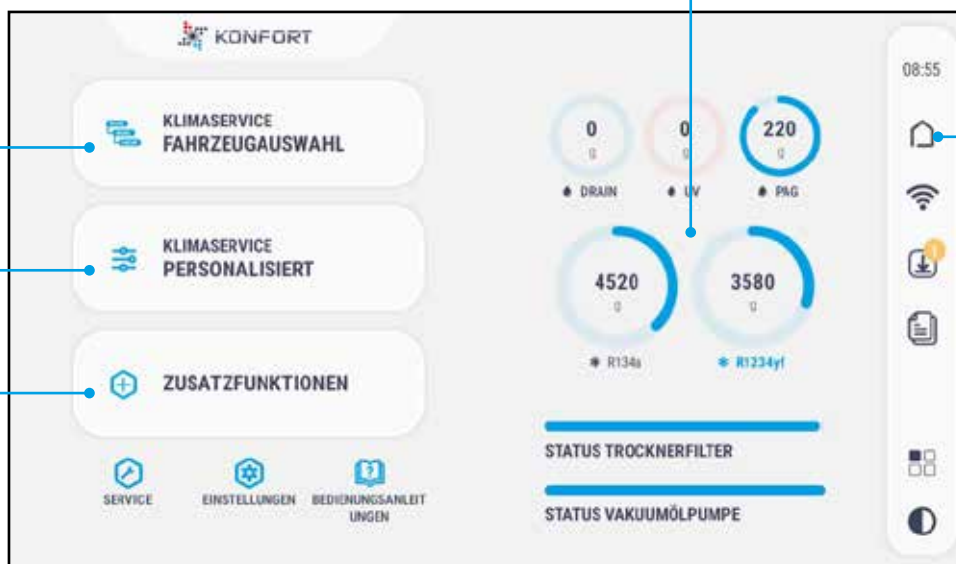 KONFORT
08:55
KLIMASERVICE
FAHRZEUGAUSWAHL
KLIMASERVICE
PERSONALISIERT
ZUSATZFUNKTIONEN
SERVICE
EINSTELLUNGEN
BEDIENUNGSANLEIT
UNGEN
0
g
DRAIN
0
g
UV
220
g
PAG
4520
g
R134a
3580
g
R1234yf
STATUS TROCKNERFILTER
STATUS VAKUUMÖLPUMPE
1